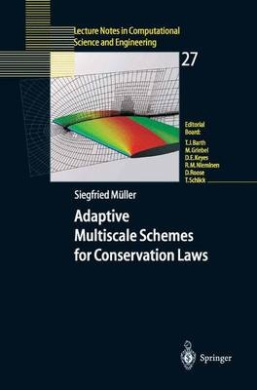 Lecture Notes in Computational
Science and Engineering
27
Editorial
Board:
T.J. Barth
M. Griebel
D.E. Keyes
R.M. Nieminen
D. Roose
T. Schlick
Siegfried Müller
Adaptive
Multiscale Schemes
for Conservation Laws
Springer